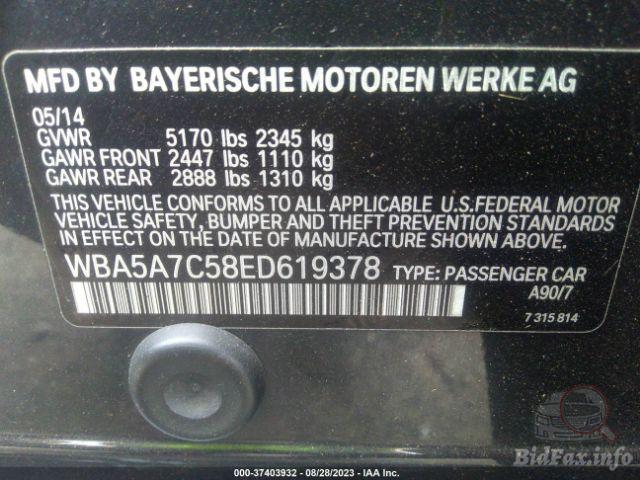 MFD BY BAYERISCHE MOTOREN WERKE AG
05/14
GVWR 5170 lbs 2345 kg
GAWR FRONT 2447 lbs 1110 kg
GAWR REAR 2888 lbs 1310 kg
THIS VEHICLE CONFORMS TO ALL APPLICABLE U.S.FEDERAL MOTOR
VEHICLE SAFETY, BUMPER AND THEFT PREVENTION STANDARDS
IN EFFECT ON THE DATE OF MANUFACTURE SHOWN ABOVE.
WBA5A7C58ED619378 TYPE: PASSENGER CAR
A90/7
7 315 814
BidFax.info
000-37403932 - 08/28/2023 - IAA Inc.